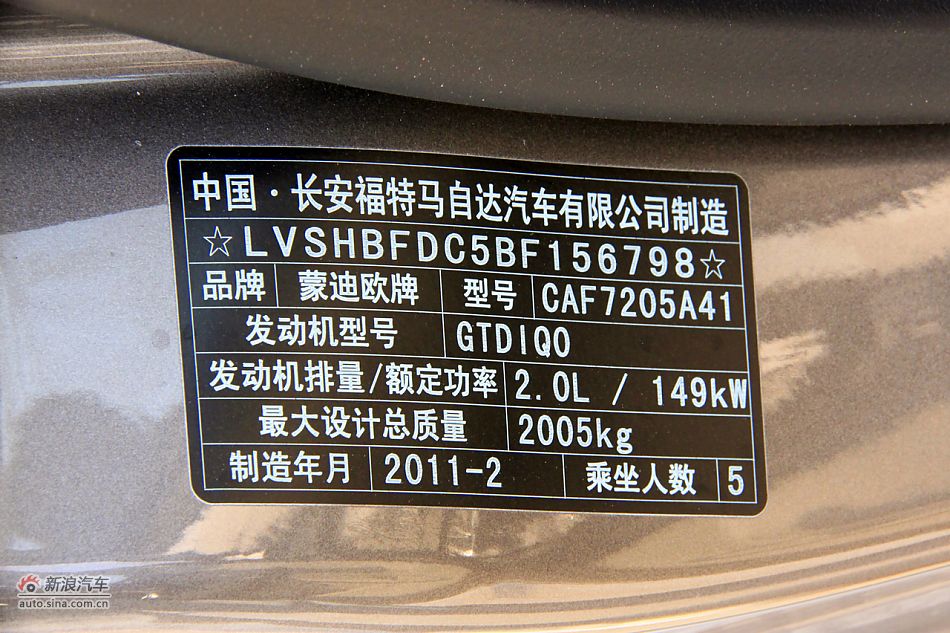 中国·长安福特马自达汽车有限公司制造
☆LVSHBFDC5BF156798☆
品牌 蒙迪欧牌 型号 CAF7205A41
发动机型号 GTDIQ0
发动机排量/额定功率 2.0L / 149kW
最大设计总质量 2005kg
制造年月 2011-2 乘坐人数 5
新浪汽车
auto.sina.com.cn